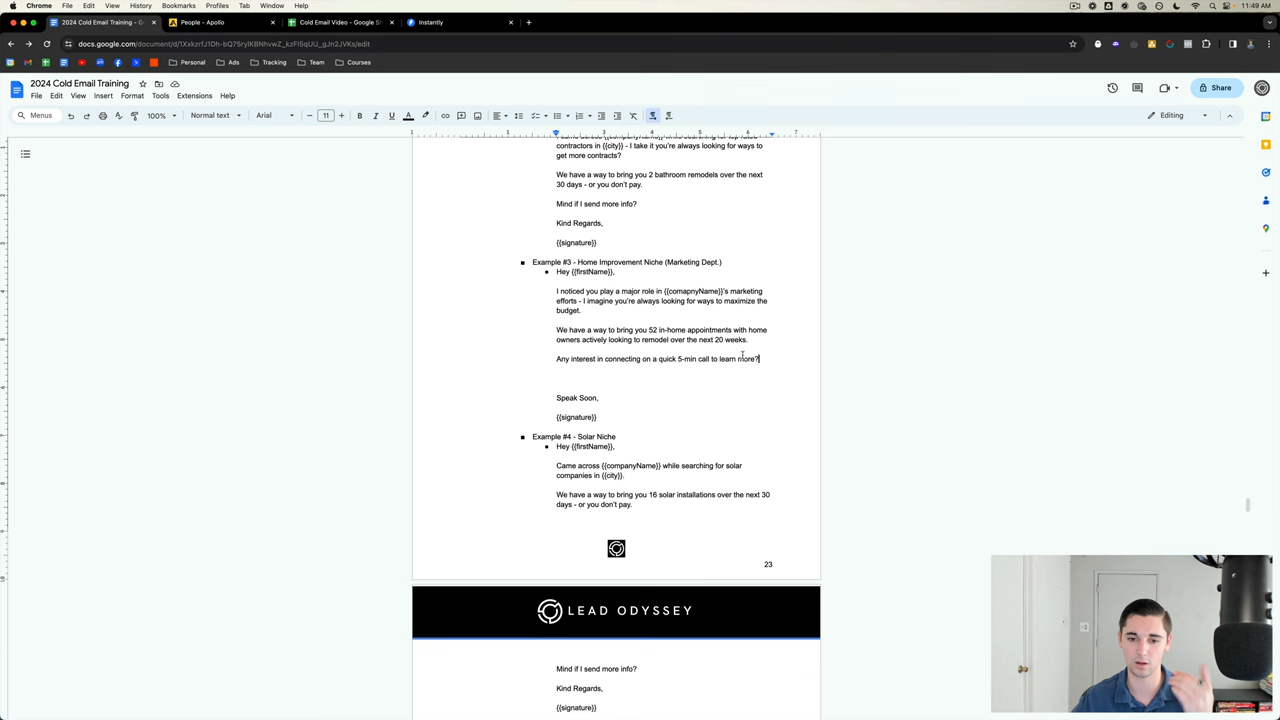 Chrome File Edit View History Bookmarks Profiles Tab Window Help
11:49 AM
2024 Cold Email Training - G
People - Apollo
Cold Email Video - Google Sh
Instantly
docs.google.com/document/d/1XxkzrfJ1Dh-bQ75rylKBNhvwZ_kzFI5qUU_gJn2JVKs/edit
Personal
Ads
Tracking
Team
Courses
2024 Cold Email Training
File Edit View Insert Format Tools Extensions Help
Share
Menus
100%
Normal text
Arial
11
Editing
contractors in {{city}} - I take it you're always looking for ways to
get more contracts?
We have a way to bring you 2 bathroom remodels over the next
30 days - or you don't pay.
Mind if I send more info?
Kind Regards,
{{signature}}
Example #3 - Home Improvement Niche (Marketing Dept.)
Hey {{firstName}},
I noticed you play a major role in {{comapnyName}}'s marketing
efforts - I imagine you're always looking for ways to maximize the
budget.
We have a way to bring you 52 in-home appointments with home
owners actively looking to remodel over the next 20 weeks.
Any interest in connecting on a quick 5-min call to learn more?
Speak Soon,
{{signature}}
Example #4 - Solar Niche
Hey {{firstName}},
Came across {{companyName}} while searching for solar
companies in {{city}}.
We have a way to bring you 16 solar installations over the next 30
days - or you don't pay.
23
LEAD ODYSSEY
Mind if I send more info?
Kind Regards,
{{signature}}